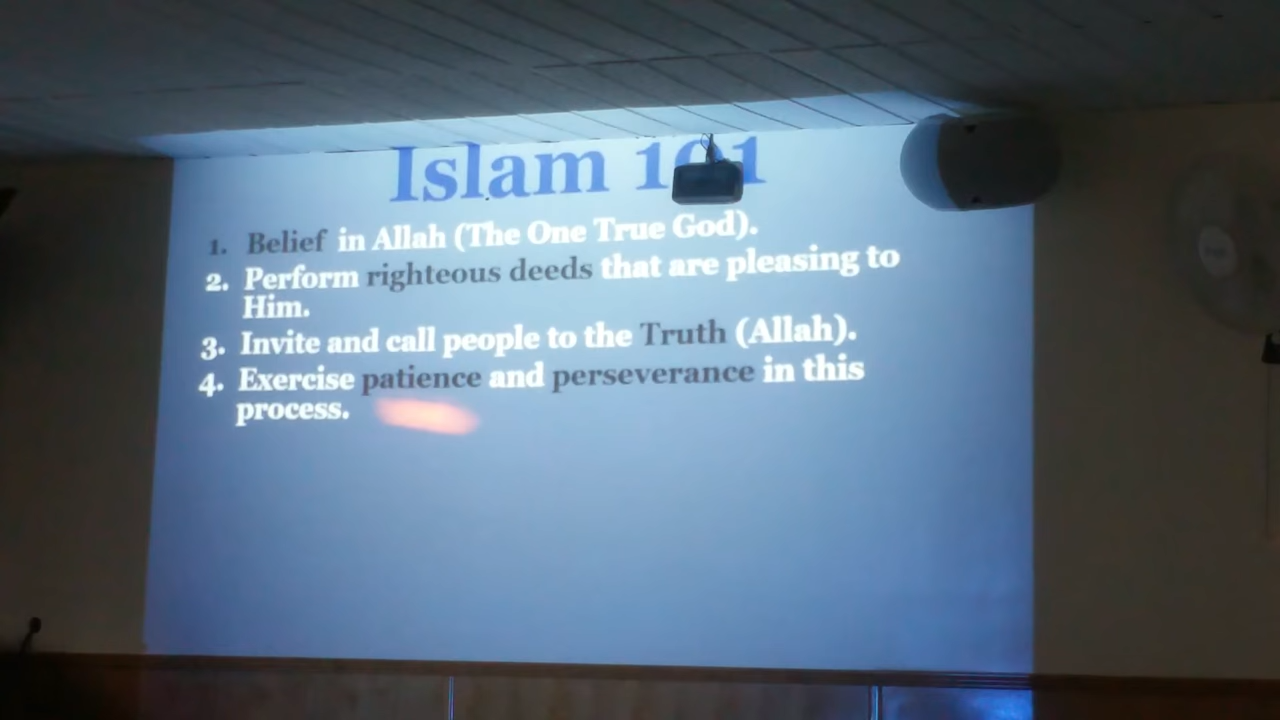 Islam 101
1. Belief in Allah (The One True God).
2. Perform righteous deeds that are pleasing to
Him.
3. Invite and call people to the Truth (Allah).
4. Exercise patience and perseverance in this
process.